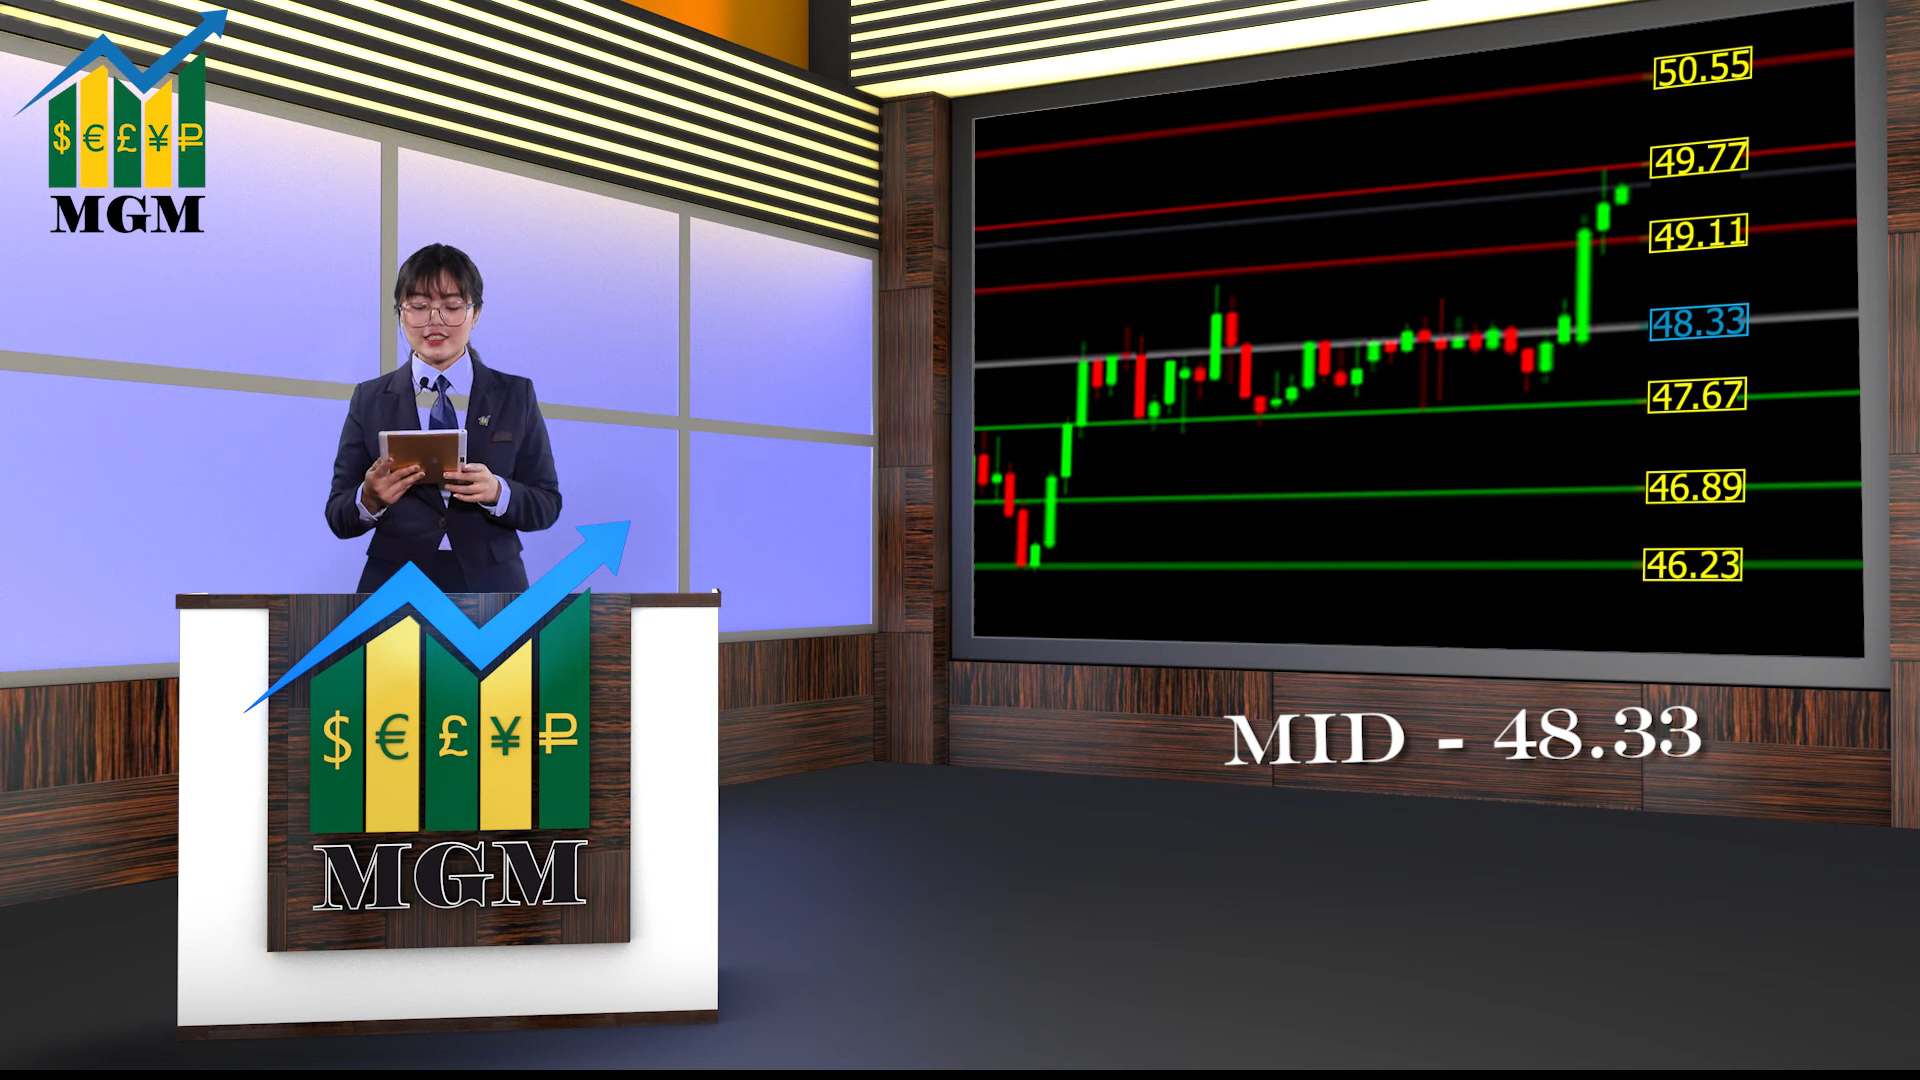 $ € £ ¥ ₽
MGM
50.55
49.77
49.11
48.33
47.67
46.89
46.23
MID - 48.33
$ € £ ¥ ₽
MGM